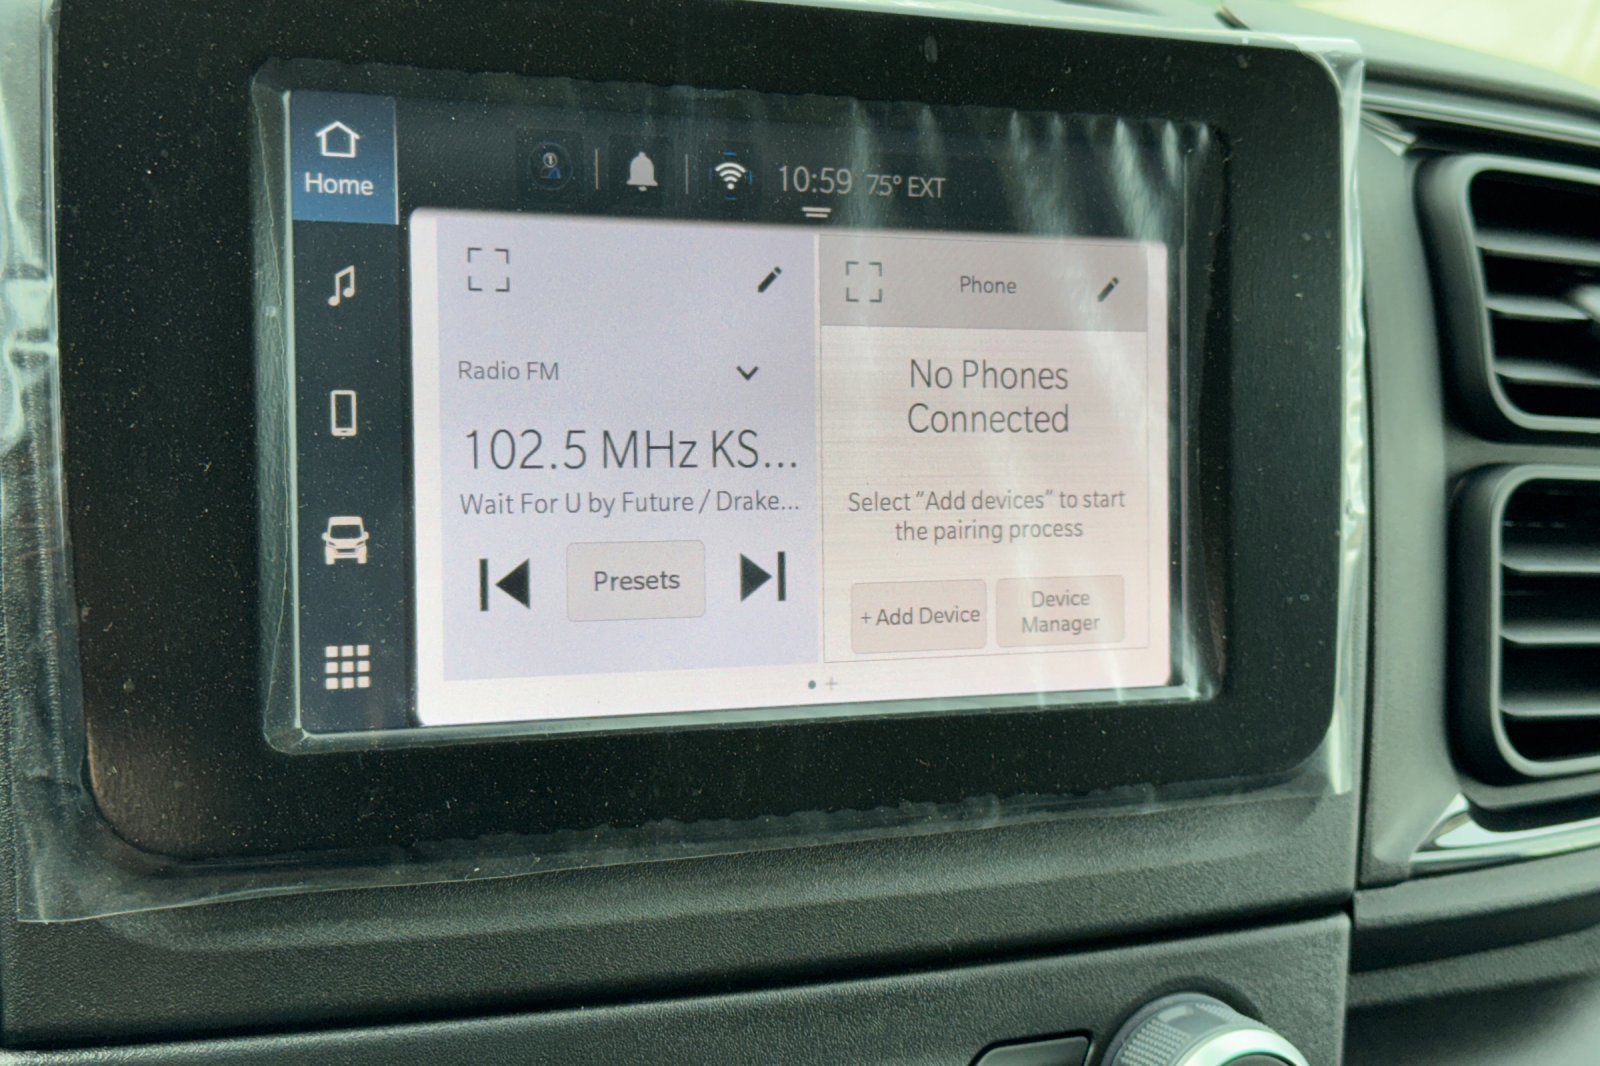 Home
10:59 75° EXT
Radio FM
102.5 MHz KS...
Wait For U by Future / Drake...
Presets
Phone
No Phones
Connected
Select "Add devices" to start
the pairing process
+ Add Device
Device
Manager